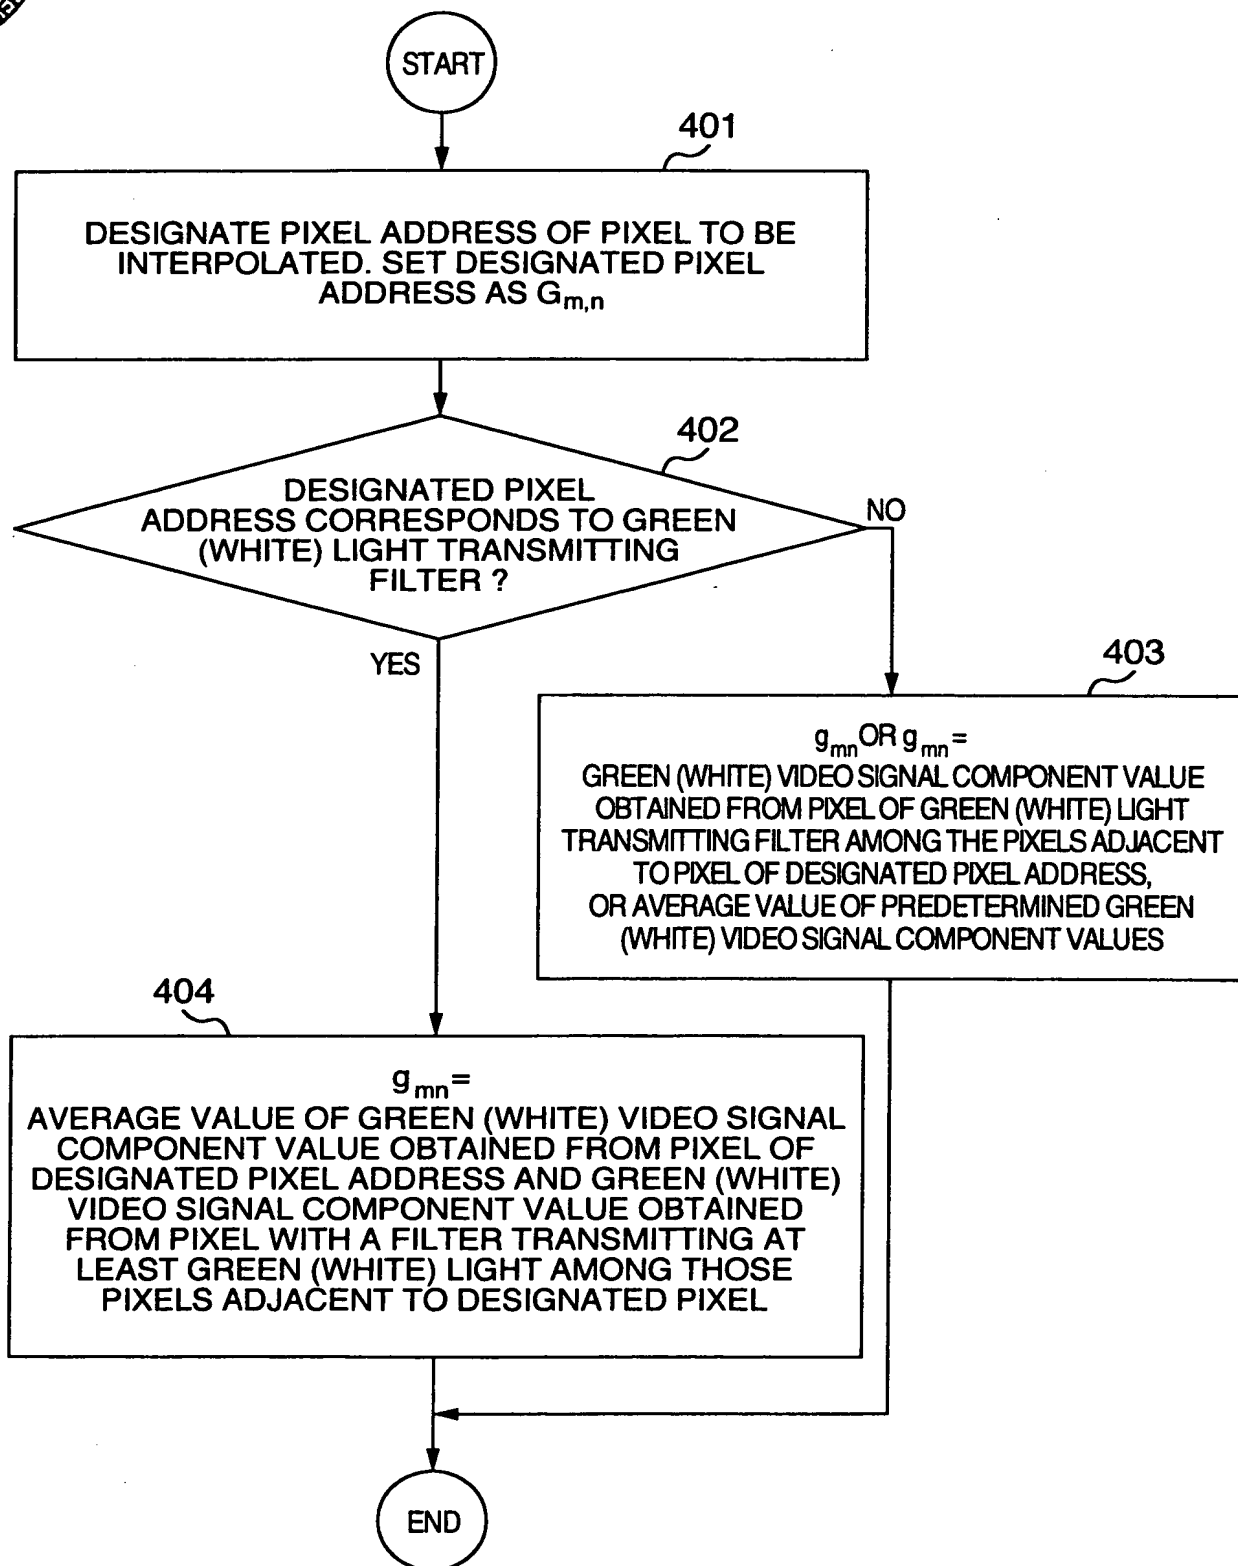 START
401
DESIGNATE PIXEL ADDRESS OF PIXEL TO BE
INTERPOLATED. SET DESIGNATED PIXEL
ADDRESS AS Gm,n
402
DESIGNATED PIXEL
ADDRESS CORRESPONDS TO GREEN
(WHITE) LIGHT TRANSMITTING
FILTER ?
NO
YES
403
gmn OR gmn=
GREEN (WHITE) VIDEO SIGNAL COMPONENT VALUE
OBTAINED FROM PIXEL OF GREEN (WHITE) LIGHT
TRANSMITTING FILTER AMONG THE PIXELS ADJACENT
TO PIXEL OF DESIGNATED PIXEL ADDRESS,
OR AVERAGE VALUE OF PREDETERMINED GREEN
(WHITE) VIDEO SIGNAL COMPONENT VALUES
404
gmn=
AVERAGE VALUE OF GREEN (WHITE) VIDEO SIGNAL
COMPONENT VALUE OBTAINED FROM PIXEL OF
DESIGNATED PIXEL ADDRESS AND GREEN (WHITE)
VIDEO SIGNAL COMPONENT VALUE OBTAINED
FROM PIXEL WITH A FILTER TRANSMITTING AT
LEAST GREEN (WHITE) LIGHT AMONG THOSE
PIXELS ADJACENT TO DESIGNATED PIXEL
END